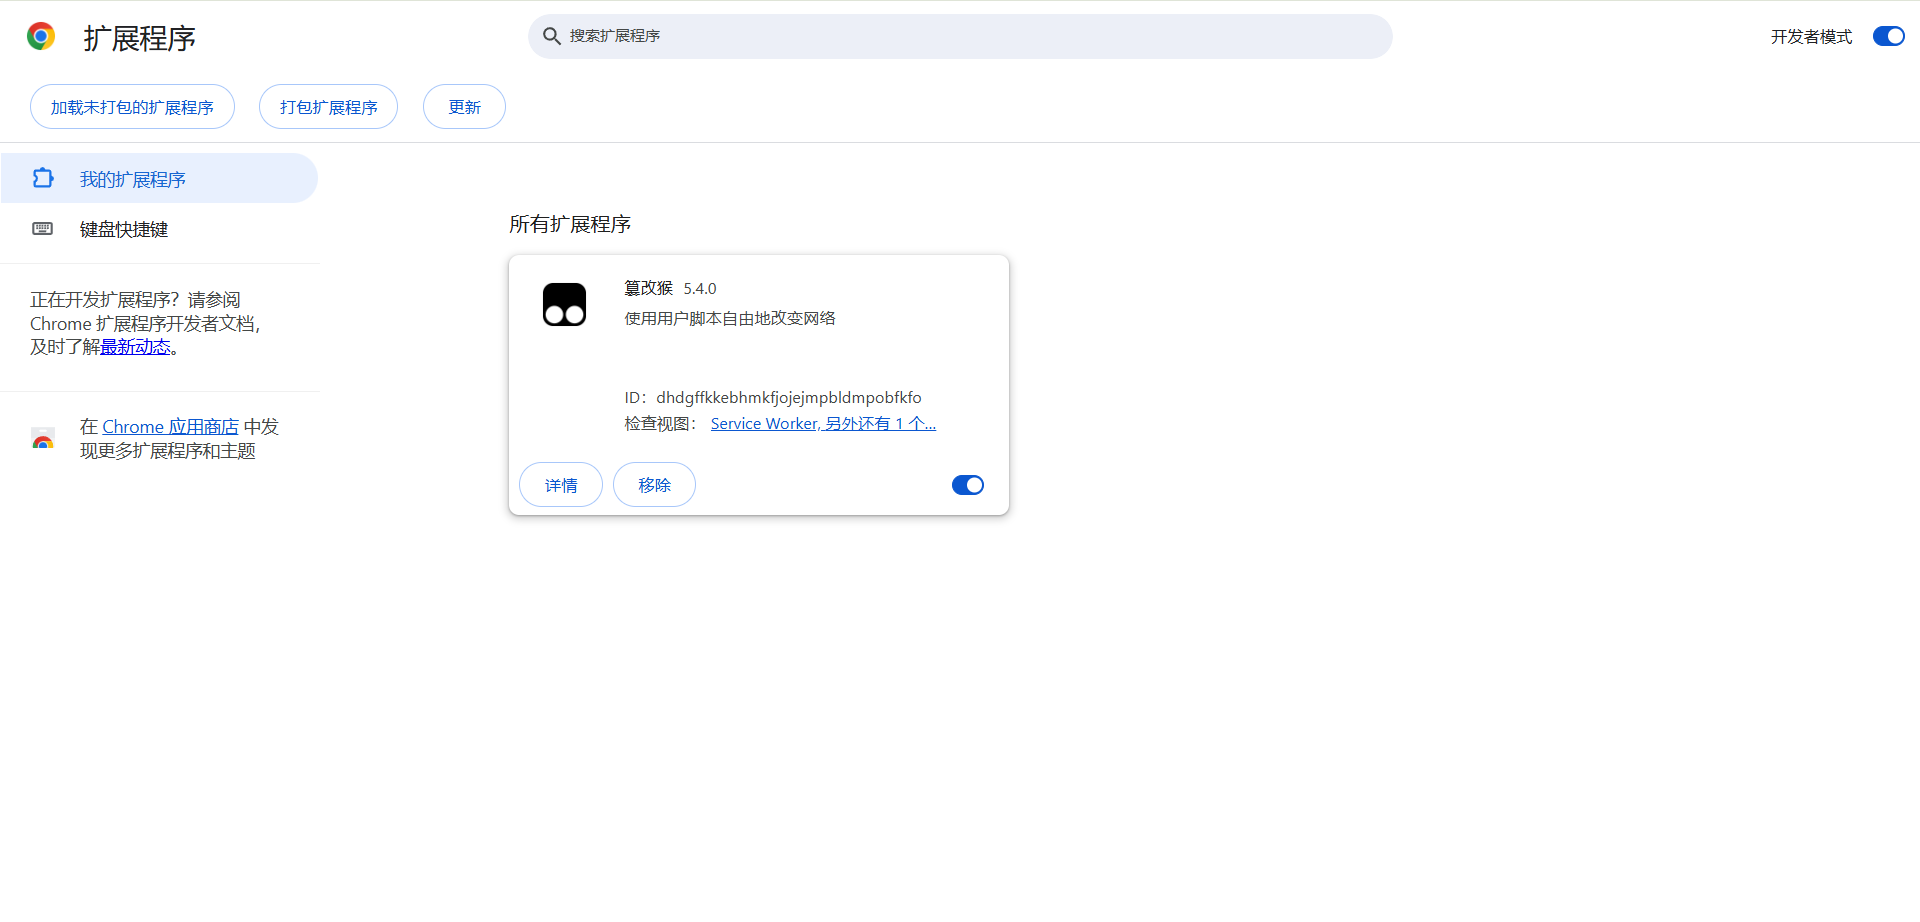 扩展程序
搜索扩展程序
开发者模式
加载未打包的扩展程序
打包扩展程序
更新
我的扩展程序
键盘快捷键
正在开发扩展程序？请参阅
Chrome 扩展程序开发者文档，
及时了解最新动态。
在 Chrome 应用商店 中发
现更多扩展程序和主题
所有扩展程序
篡改猴 5.4.0
使用用户脚本自由地改变网络
ID：dhdgffkkebhmkfjojejmpbldmpobfkfo
检查视图： Service Worker, 另外还有 1 个...
详情
移除